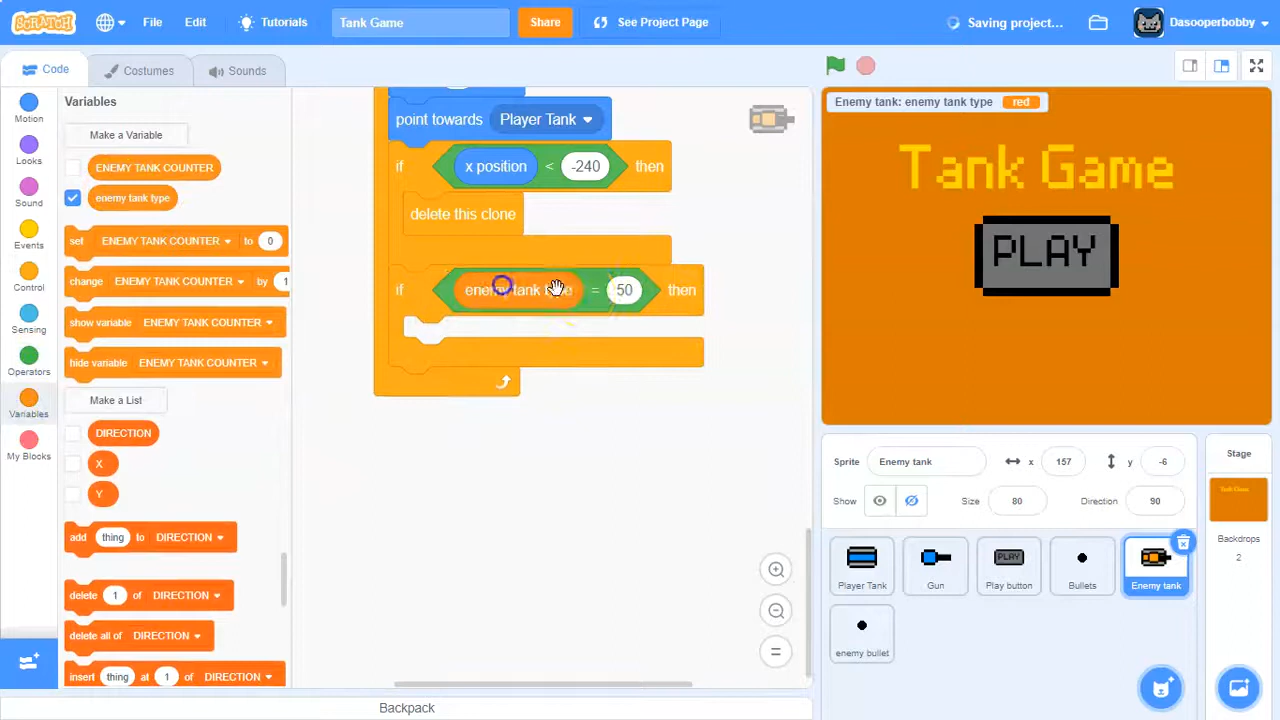 SCRATCH File Edit Tutorials Tank Game Share See Project Page Saving project... Dasooperbobby
Code Costumes Sounds
Motion
Looks
Sound
Events
Control
Sensing
Operators
Variables
My Blocks
Variables
Make a Variable
ENEMY TANK COUNTER
enemy tank type
set ENEMY TANK COUNTER to 0
change ENEMY TANK COUNTER by 1
show variable ENEMY TANK COUNTER
hide variable ENEMY TANK COUNTER
Make a List
DIRECTION
X
Y
add thing to DIRECTION
delete 1 of DIRECTION
delete all of DIRECTION
insert thing at 1 of DIRECTION
point towards Player Tank
if x position < -240 then
delete this clone
if enemy tank type = 50 then
Backpack
Enemy tank: enemy tank type red
Tank Game
PLAY
Sprite Enemy tank x 157 y -6
Show Size 80 Direction 90
Player Tank
Gun
PLAY
Play button
Bullets
Enemy tank
enemy bullet
Stage
Tank Game
Backdrops
2